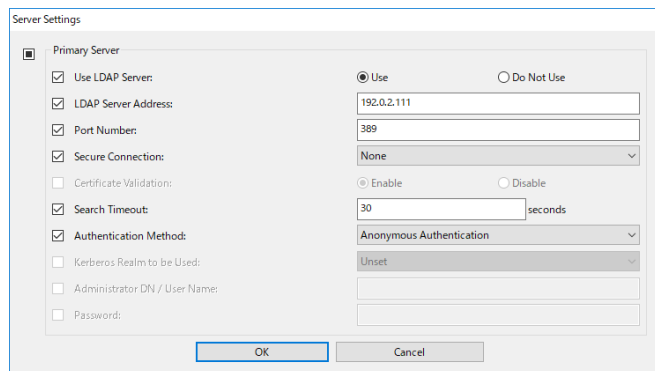 Server Settings
Primary Server
Use LDAP Server: Use Do Not Use
LDAP Server Address: 192.0.2.111
Port Number: 389
Secure Connection: None
Certificate Validation: Enable Disable
Search Timeout: 30 seconds
Authentication Method: Anonymous Authentication
Kerberos Realm to be Used: Unset
Administrator DN / User Name:
Password:
OK Cancel